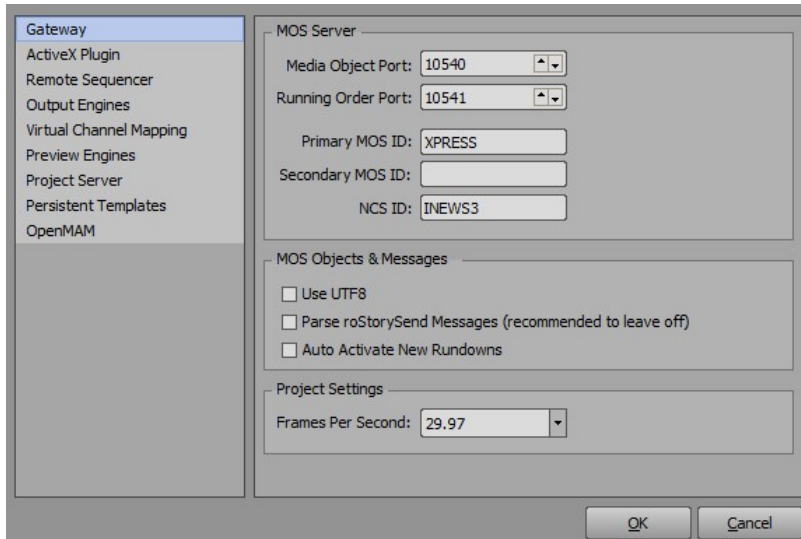 Gateway
ActiveX Plugin
Remote Sequencer
Output Engines
Virtual Channel Mapping
Preview Engines
Project Server
Persistent Templates
OpenMAM
MOS Server
Media Object Port: 10540
Running Order Port: 10541
Primary MOS ID: XPRESS
Secondary MOS ID:
NCS ID: INEWS3
MOS Objects & Messages
Use UTF8
Parse roStorySend Messages (recommended to leave off)
Auto Activate New Rundowns
Project Settings
Frames Per Second: 29.97
OK Cancel